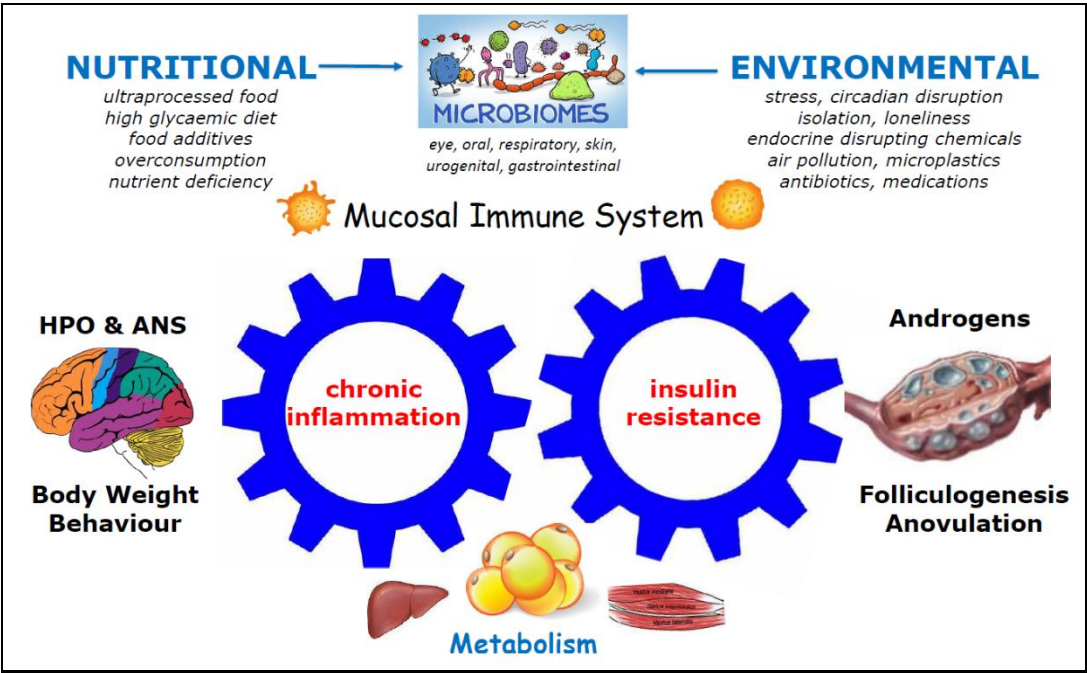 NUTRITIONAL
ultraprocessed food
high glycaemic diet
food additives
overconsumption
nutrient deficiency
MICROBIOMES
eye, oral, respiratory, skin,
urogenital, gastrointestinal
ENVIRONMENTAL
stress, circadian disruption
isolation, loneliness
endocrine disrupting chemicals
air pollution, microplastics
antibiotics, medications
Mucosal Immune System
HPO & ANS
Body Weight
Behaviour
chronic
inflammation
insulin
resistance
Androgens
Folliculogenesis
Anovulation
Metabolism